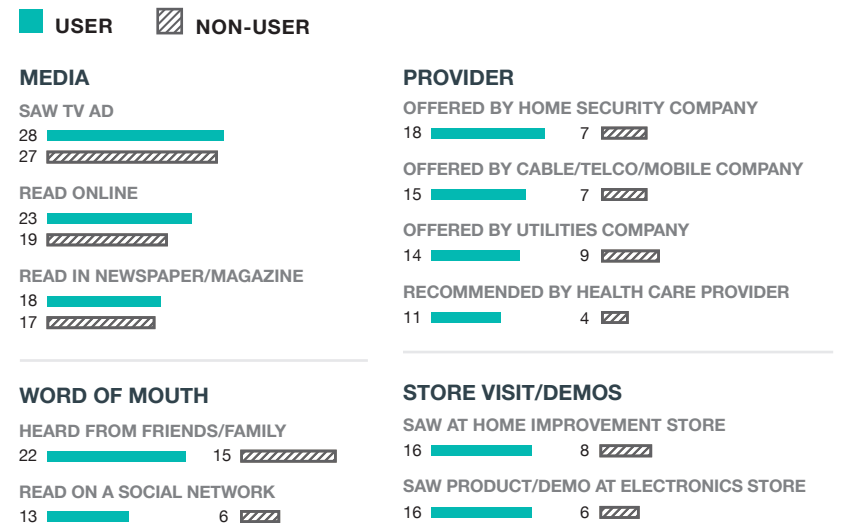 USER NON-USER
MEDIA
SAW TV AD
28
27
READ ONLINE
23
19
READ IN NEWSPAPER/MAGAZINE
18
17
PROVIDER
OFFERED BY HOME SECURITY COMPANY
18 7
OFFERED BY CABLE/TELCO/MOBILE COMPANY
15 7
OFFERED BY UTILITIES COMPANY
14 9
RECOMMENDED BY HEALTH CARE PROVIDER
11 4
WORD OF MOUTH
HEARD FROM FRIENDS/FAMILY
22 15
READ ON A SOCIAL NETWORK
13 6
STORE VISIT/DEMOS
SAW AT HOME IMPROVEMENT STORE
16 8
SAW PRODUCT/DEMO AT ELECTRONICS STORE
16 6